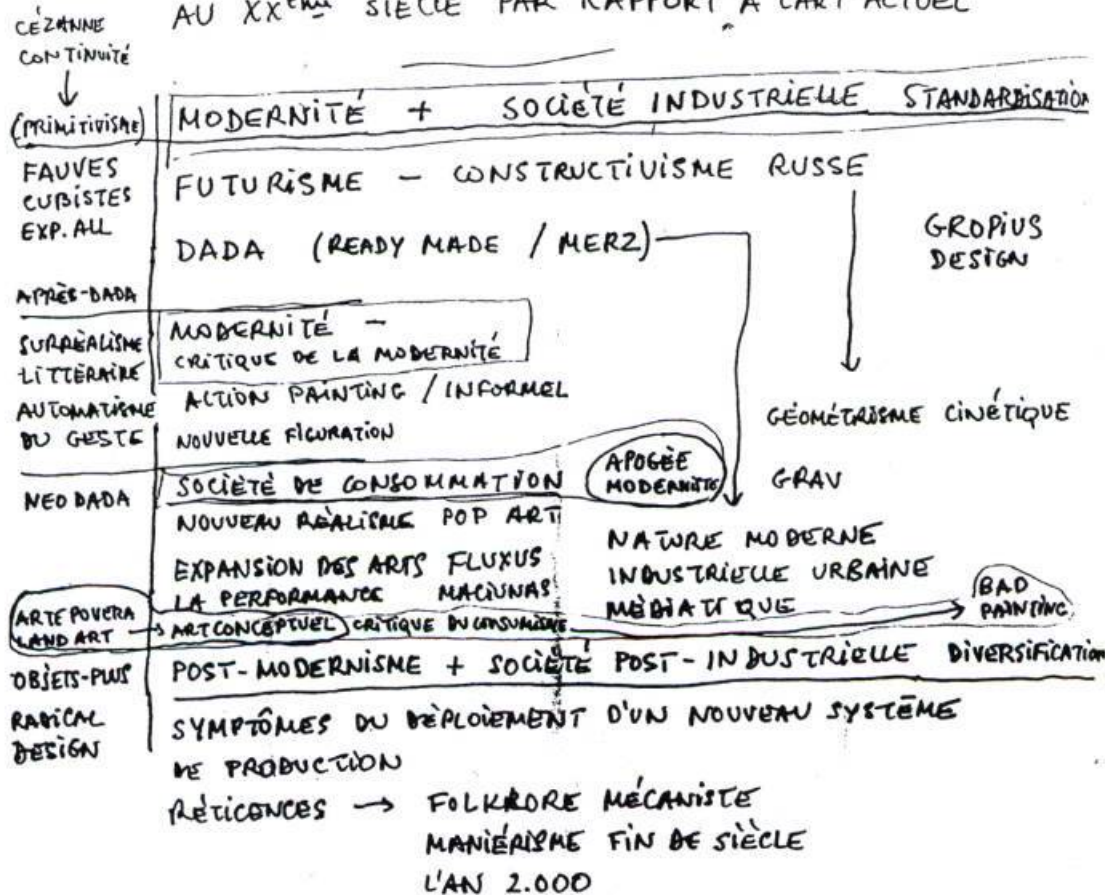 AU XXème SIÈCLE PAR RAPPORT À L'ART ACTUEL
CÉZANNE
CONTINUITÉ
(PRIMITIVISME)
MODERNITÉ + SOCIÉTÉ INDUSTRIELLE STANDARDISATION
FAUVES
CUBISTES
EXP. ALL
FUTURISME - CONSTRUCTIVISME RUSSE
DADA (READY MADE / MERZ)
GROPIUS
DESIGN
APRÈS-DADA
SURRÉALISME
LITTÉRAIRE
AUTOMATISME
DU GESTE
MODERNITÉ -
CRITIQUE DE LA MODERNITÉ
ACTION PAINTING / INFORMEL
NOUVELLE FIGURATION
GÉOMÉTRISME CINÉTIQUE
GRAV
NEO DADA
SOCIÉTÉ DE CONSOMMATION
APOGÉE
MODERNITÉ
NOUVEAU RÉALISME POP ART
EXPANSION DES ARTS FLUXUS
LA PERFORMANCE MACIUNAS
NATURE MODERNE
INDUSTRIELLE URBAINE
MÉDIATIQUE
BAD
PAINTING
ARTE POVERA
LAND ART
ART CONCEPTUEL CRITIQUE DU CONSUMISME
OBJETS-PLUS
RADICAL
DESIGN
POST-MODERNISME + SOCIÉTÉ POST-INDUSTRIELLE DIVERSIFICATION
SYMPTÔMES DU DÉPLOIEMENT D'UN NOUVEAU SYSTÈME
DE PRODUCTION
RÉTICENCES → FOLKRORE MÉCANISTE
MANIÉRISME FIN DE SIÈCLE
L'AN 2.000